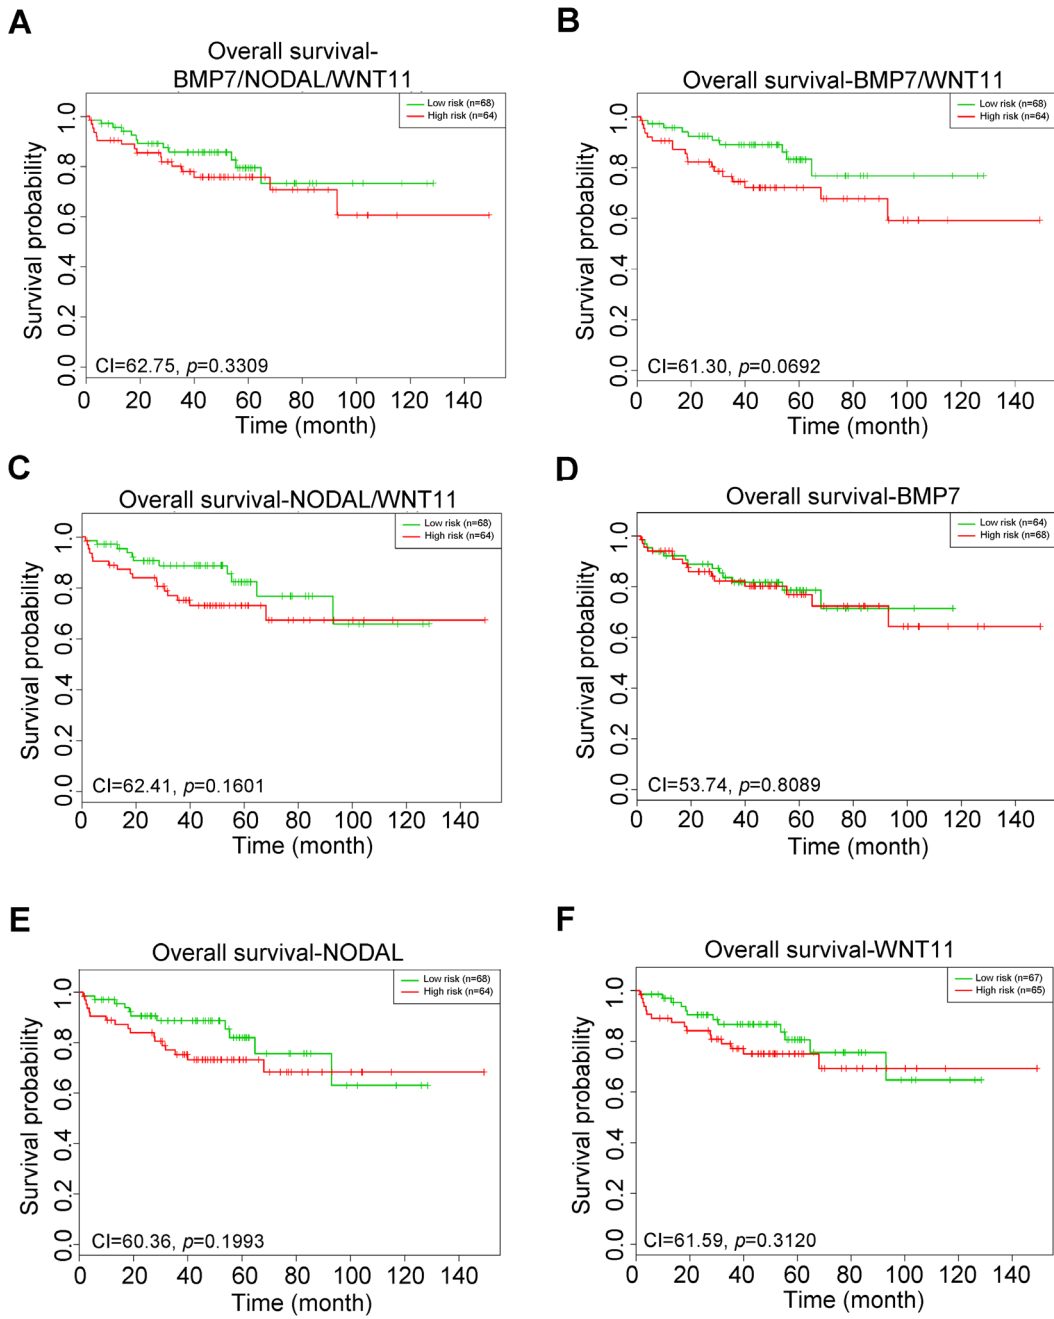 A
Overall survival-
BMP7/NODAL/WNT11
Low risk (n=68)
High risk (n=64)
Survival probability
1.0
0.8
0.6
0.4
0.2
0.0
CI=62.75, p=0.3309
0 20 40 60 80 100 120 140
Time (month)
B
Overall survival-BMP7/WNT11
Low risk (n=68)
High risk (n=64)
Survival probability
1.0
0.8
0.6
0.4
0.2
0.0
CI=61.30, p=0.0692
0 20 40 60 80 100 120 140
Time (month)
C
Overall survival-NODAL/WNT11
Low risk (n=68)
High risk (n=64)
Survival probability
1.0
0.8
0.6
0.4
0.2
0.0
CI=62.41, p=0.1601
0 20 40 60 80 100 120 140
Time (month)
D
Overall survival-BMP7
Low risk (n=64)
High risk (n=68)
Survival probability
1.0
0.8
0.6
0.4
0.2
0.0
CI=53.74, p=0.8089
0 20 40 60 80 100 120 140
Time (month)
E
Overall survival-NODAL
Low risk (n=68)
High risk (n=64)
Survival probability
1.0
0.8
0.6
0.4
0.2
0.0
CI=60.36, p=0.1993
0 20 40 60 80 100 120 140
Time (month)
F
Overall survival-WNT11
Low risk (n=67)
High risk (n=65)
Survival probability
1.0
0.8
0.6
0.4
0.2
0.0
CI=61.59, p=0.3120
0 20 40 60 80 100 120 140
Time (month)